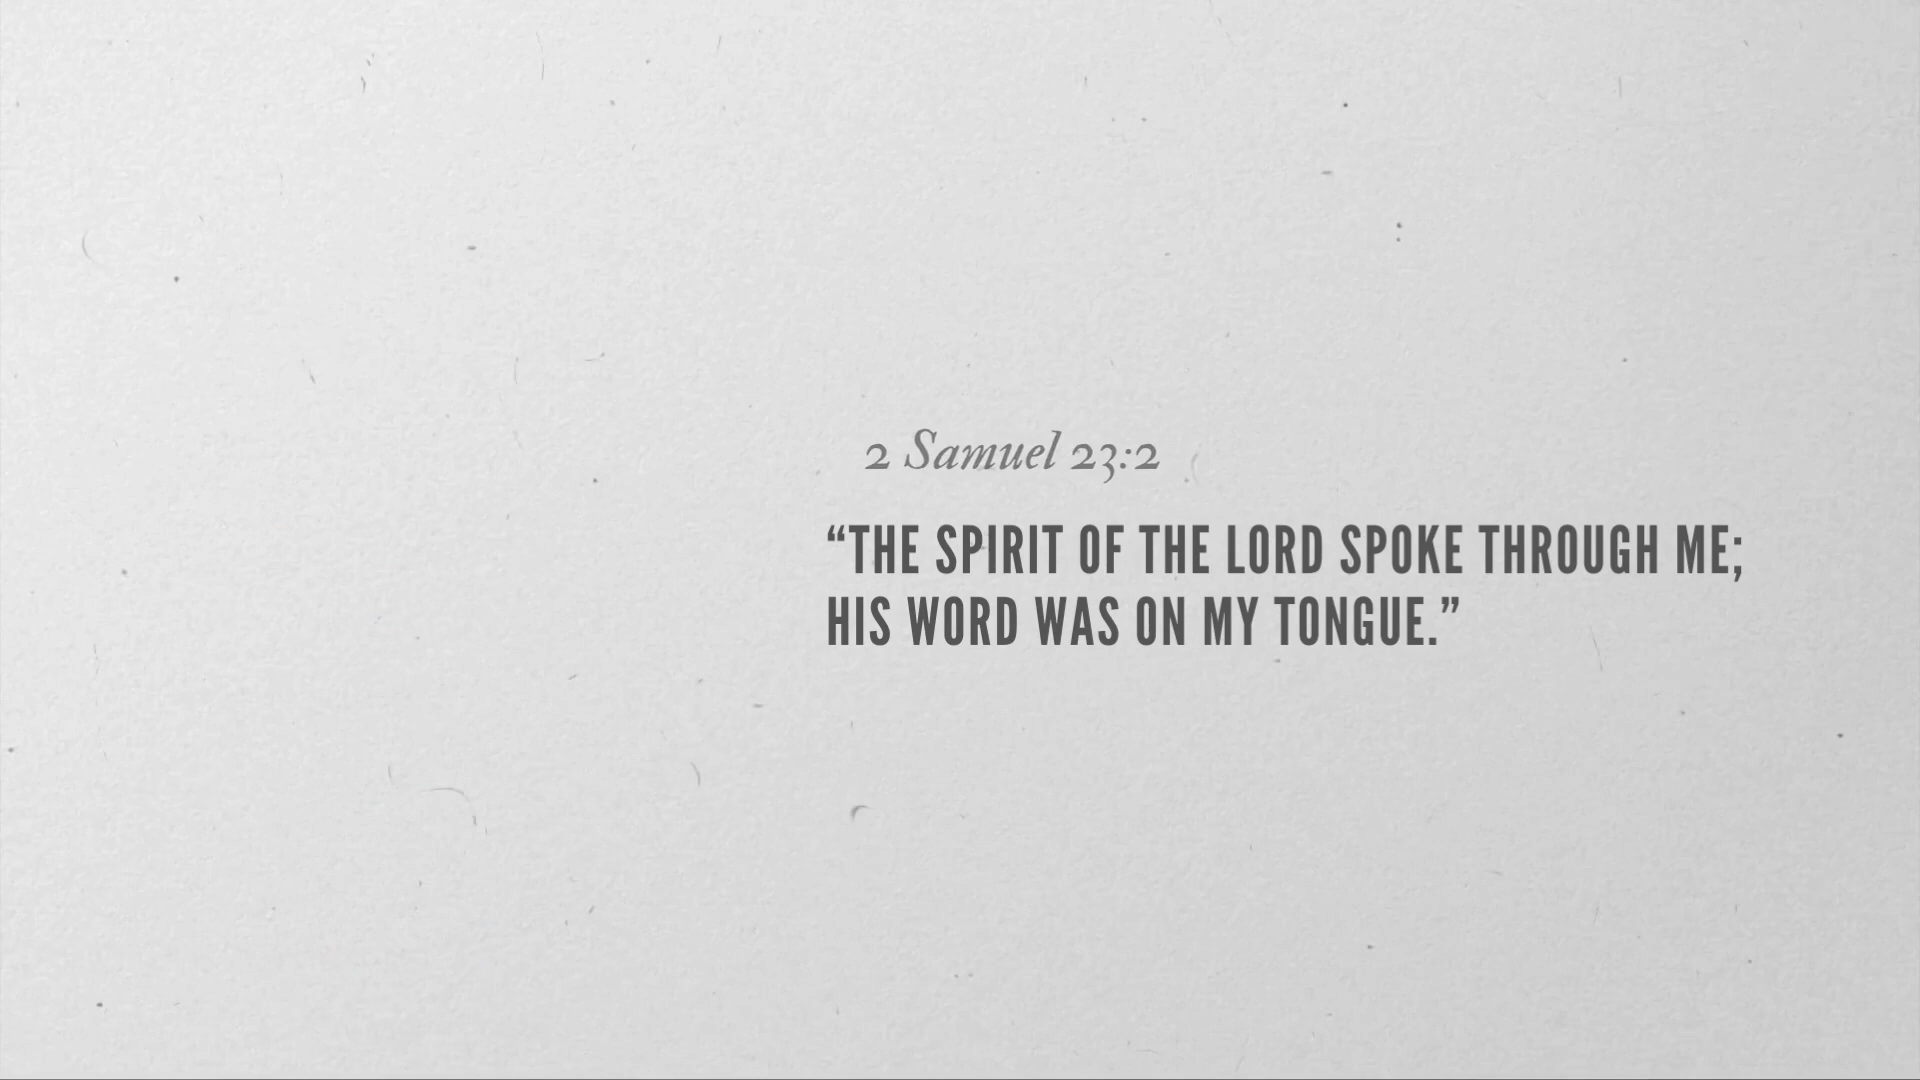 2 Samuel 23:2
“THE SPIRIT OF THE LORD SPOKE THROUGH ME;
HIS WORD WAS ON MY TONGUE.”